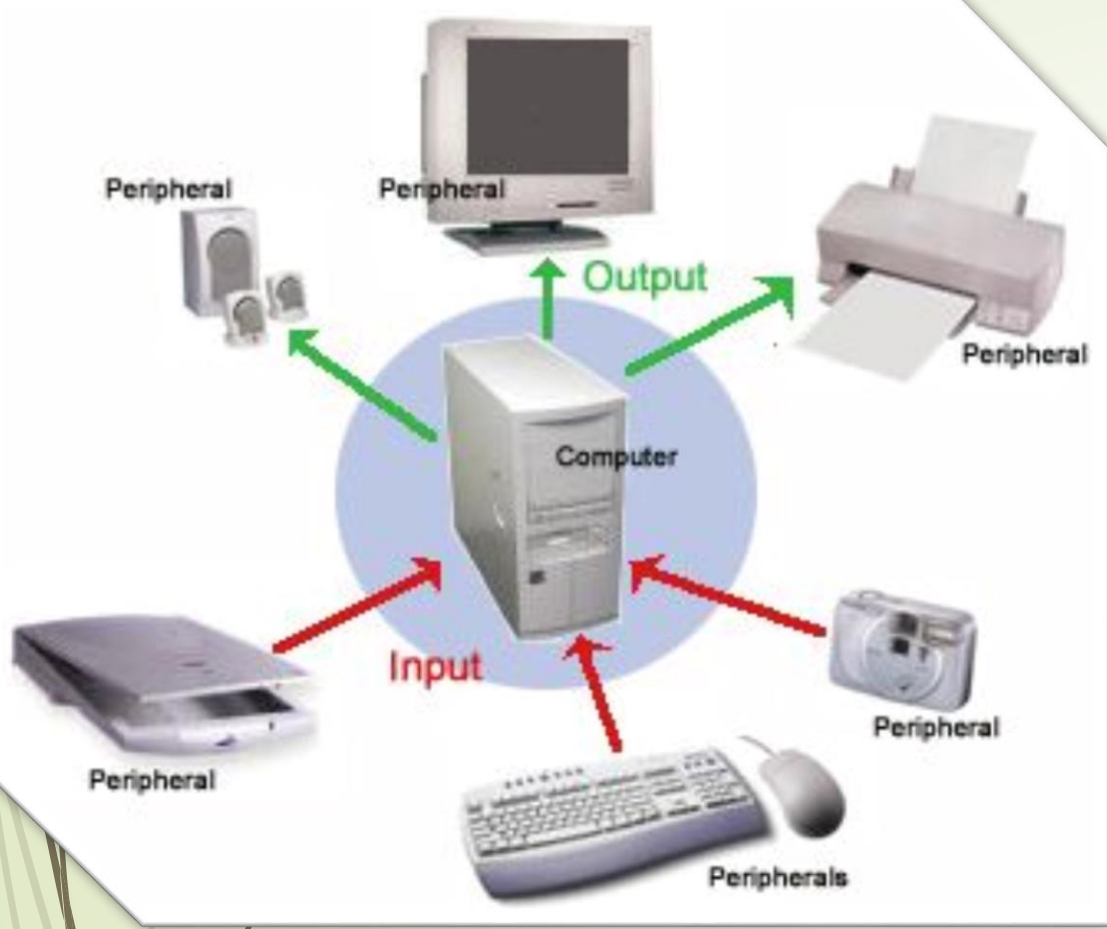 Peripheral
Peripheral
Output
Peripheral
Computer
Input
Peripheral
Peripheral
Peripherals